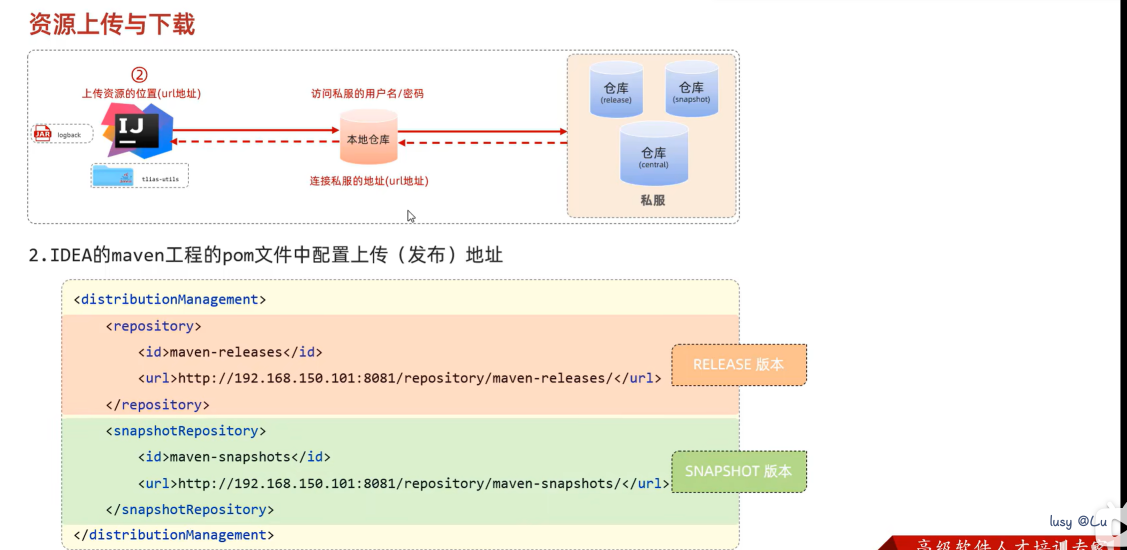 资源上传与下载
②
上传资源的位置(url地址)
访问私服的用户名/密码
仓库
(release)
仓库
(snapshot)
JAR
logback
IJ
本地仓库
仓库
(central)
tlias-utils
连接私服的地址(url地址)
私服
2.IDEA的maven工程的pom文件中配置上传（发布）地址
<distributionManagement>
<repository>
<id>maven-releases</id>
<url>http://192.168.150.101:8081/repository/maven-releases/</url>
RELEASE 版本
</repository>
<snapshotRepository>
<id>maven-snapshots</id>
<url>http://192.168.150.101:8081/repository/maven-snapshots/</url>
SNAPSHOT 版本
</snapshotRepository>
</distributionManagement>
lusy @Lu
高级软件人才培训专家